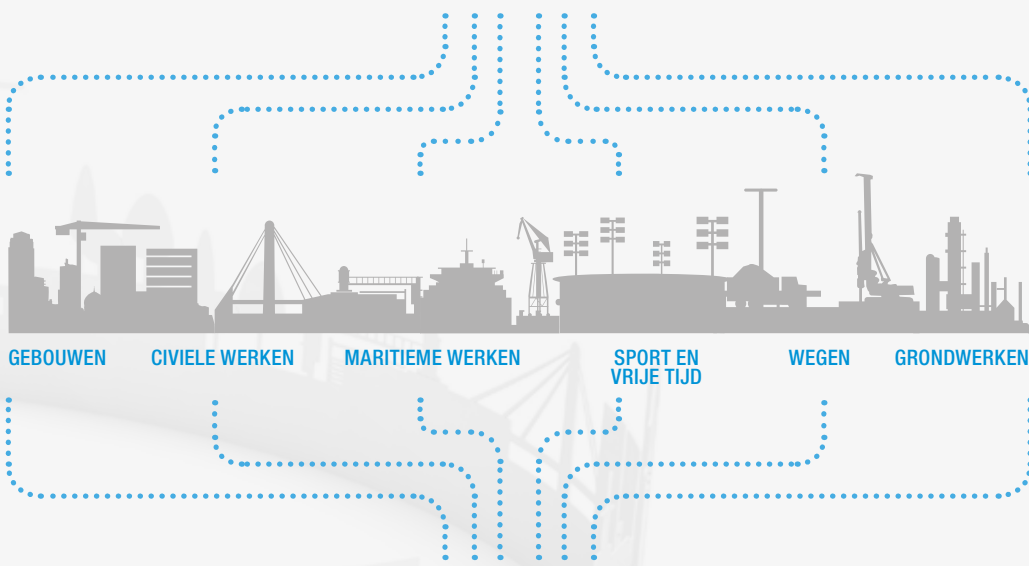 GEBOUWEN
CIVIELE WERKEN
MARITIEME WERKEN
SPORT EN
VRIJE TIJD
WEGEN
GRONDWERKEN